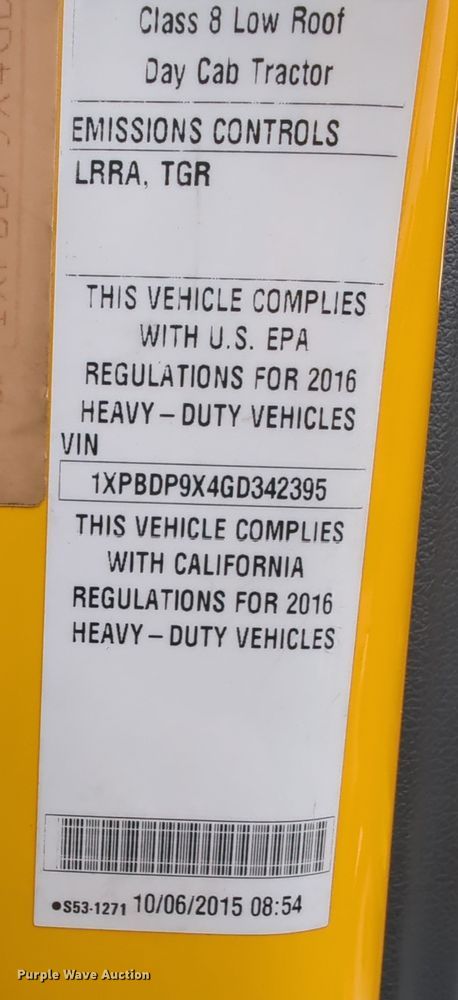 Class 8 Low Roof
Day Cab Tractor
EMISSIONS CONTROLS
LRRA, TGR
THIS VEHICLE COMPLIES
WITH U.S. EPA
REGULATIONS FOR 2016
HEAVY – DUTY VEHICLES
VIN
1XPBDP9X4GD342395
THIS VEHICLE COMPLIES
WITH CALIFORNIA
REGULATIONS FOR 2016
HEAVY – DUTY VEHICLES
●S53-1271 10/06/2015 08:54
Purple Wave Auction